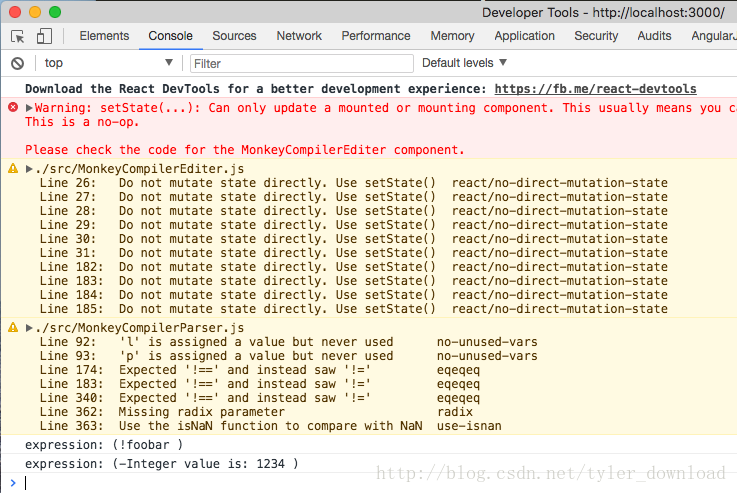 Developer Tools - http://localhost:3000/
Elements Console Sources Network Performance Memory Application Security Audits AngularJ
top Filter Default levels
Download the React DevTools for a better development experience: https://fb.me/react-devtools
Warning: setState(...): Can only update a mounted or mounting component. This usually means you ca
This is a no-op.
Please check the code for the MonkeyCompilerEditer component.
./src/MonkeyCompilerEditer.js
Line 26: Do not mutate state directly. Use setState() react/no-direct-mutation-state
Line 27: Do not mutate state directly. Use setState() react/no-direct-mutation-state
Line 28: Do not mutate state directly. Use setState() react/no-direct-mutation-state
Line 29: Do not mutate state directly. Use setState() react/no-direct-mutation-state
Line 30: Do not mutate state directly. Use setState() react/no-direct-mutation-state
Line 31: Do not mutate state directly. Use setState() react/no-direct-mutation-state
Line 182: Do not mutate state directly. Use setState() react/no-direct-mutation-state
Line 183: Do not mutate state directly. Use setState() react/no-direct-mutation-state
Line 184: Do not mutate state directly. Use setState() react/no-direct-mutation-state
Line 185: Do not mutate state directly. Use setState() react/no-direct-mutation-state
./src/MonkeyCompilerParser.js
Line 92: 'l' is assigned a value but never used no-unused-vars
Line 93: 'p' is assigned a value but never used no-unused-vars
Line 174: Expected '!==' and instead saw '!=' eqeqeq
Line 183: Expected '!==' and instead saw '!=' eqeqeq
Line 340: Expected '!==' and instead saw '!=' eqeqeq
Line 362: Missing radix parameter radix
Line 363: Use the isNaN function to compare with NaN use-isnan
expression: (!foobar )
expression: (-Integer value is: 1234 )
http://blog.csdn.net/tyler_download